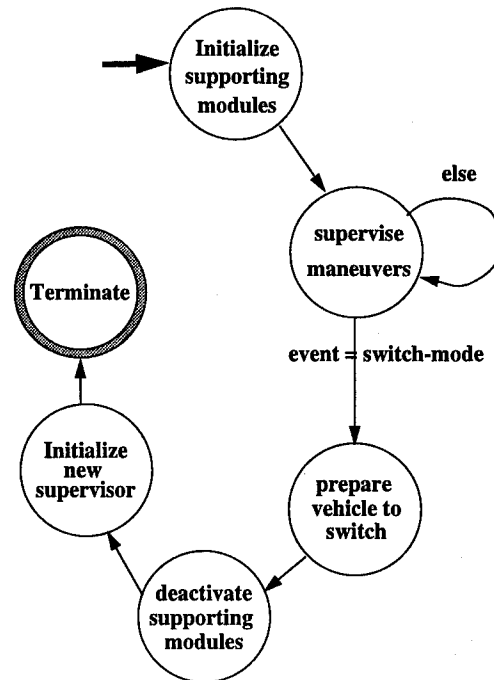 Initialize
supporting
modules
else
supervise
maneuvers
Terminate
event = switch-mode
Initialize
new
supervisor
prepare
vehicle to
switch
deactivate
supporting
modules